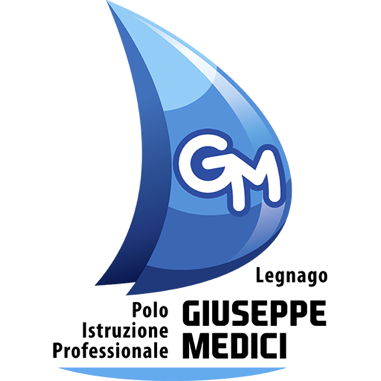 GM
Legnago
Polo
Istruzione
Professionale
GIUSEPPE
MEDICI